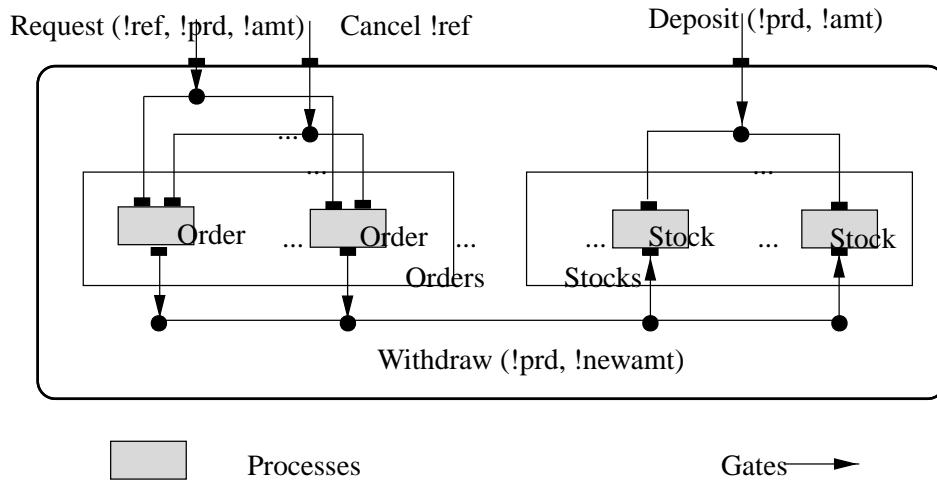 Request (!ref, !prd, !amt) Cancel !ref Deposit (!prd, !amt)
...
... ...
Order ... Order ... ... Stock ... Stock
Orders Stocks
Withdraw (!prd, !newamt)
Processes Gates